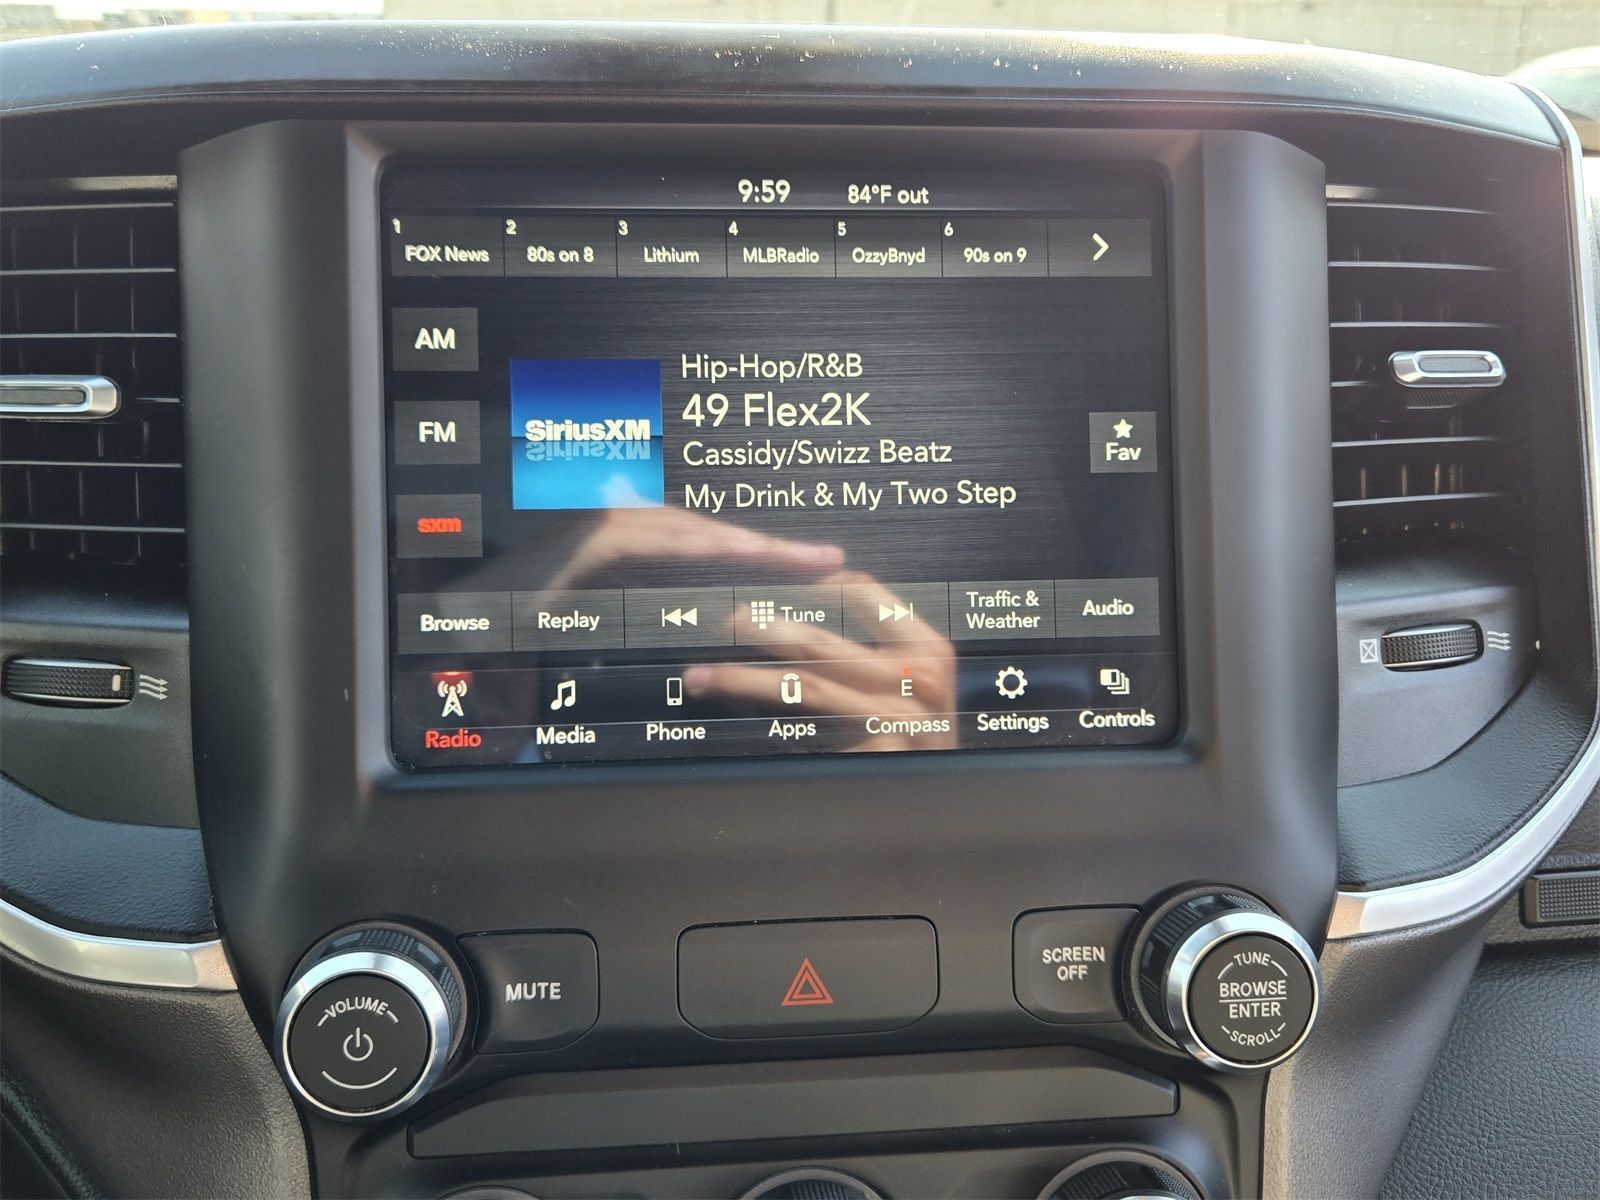 9:59 84°F out
1 FOX News
2 80s on 8
3 Lithium
4 MLBRadio
5 OzzyBnyd
6 90s on 9
AM
FM
sxm
SiriusXM
Hip-Hop/R&B
49 Flex2K
Cassidy/Swizz Beatz
My Drink & My Two Step
Fav
Browse
Replay
Tune
Traffic &
Weather
Audio
Radio
Media
Phone
Apps
E
Compass
Settings
Controls
VOLUME
MUTE
SCREEN
OFF
TUNE
BROWSE
ENTER
SCROLL